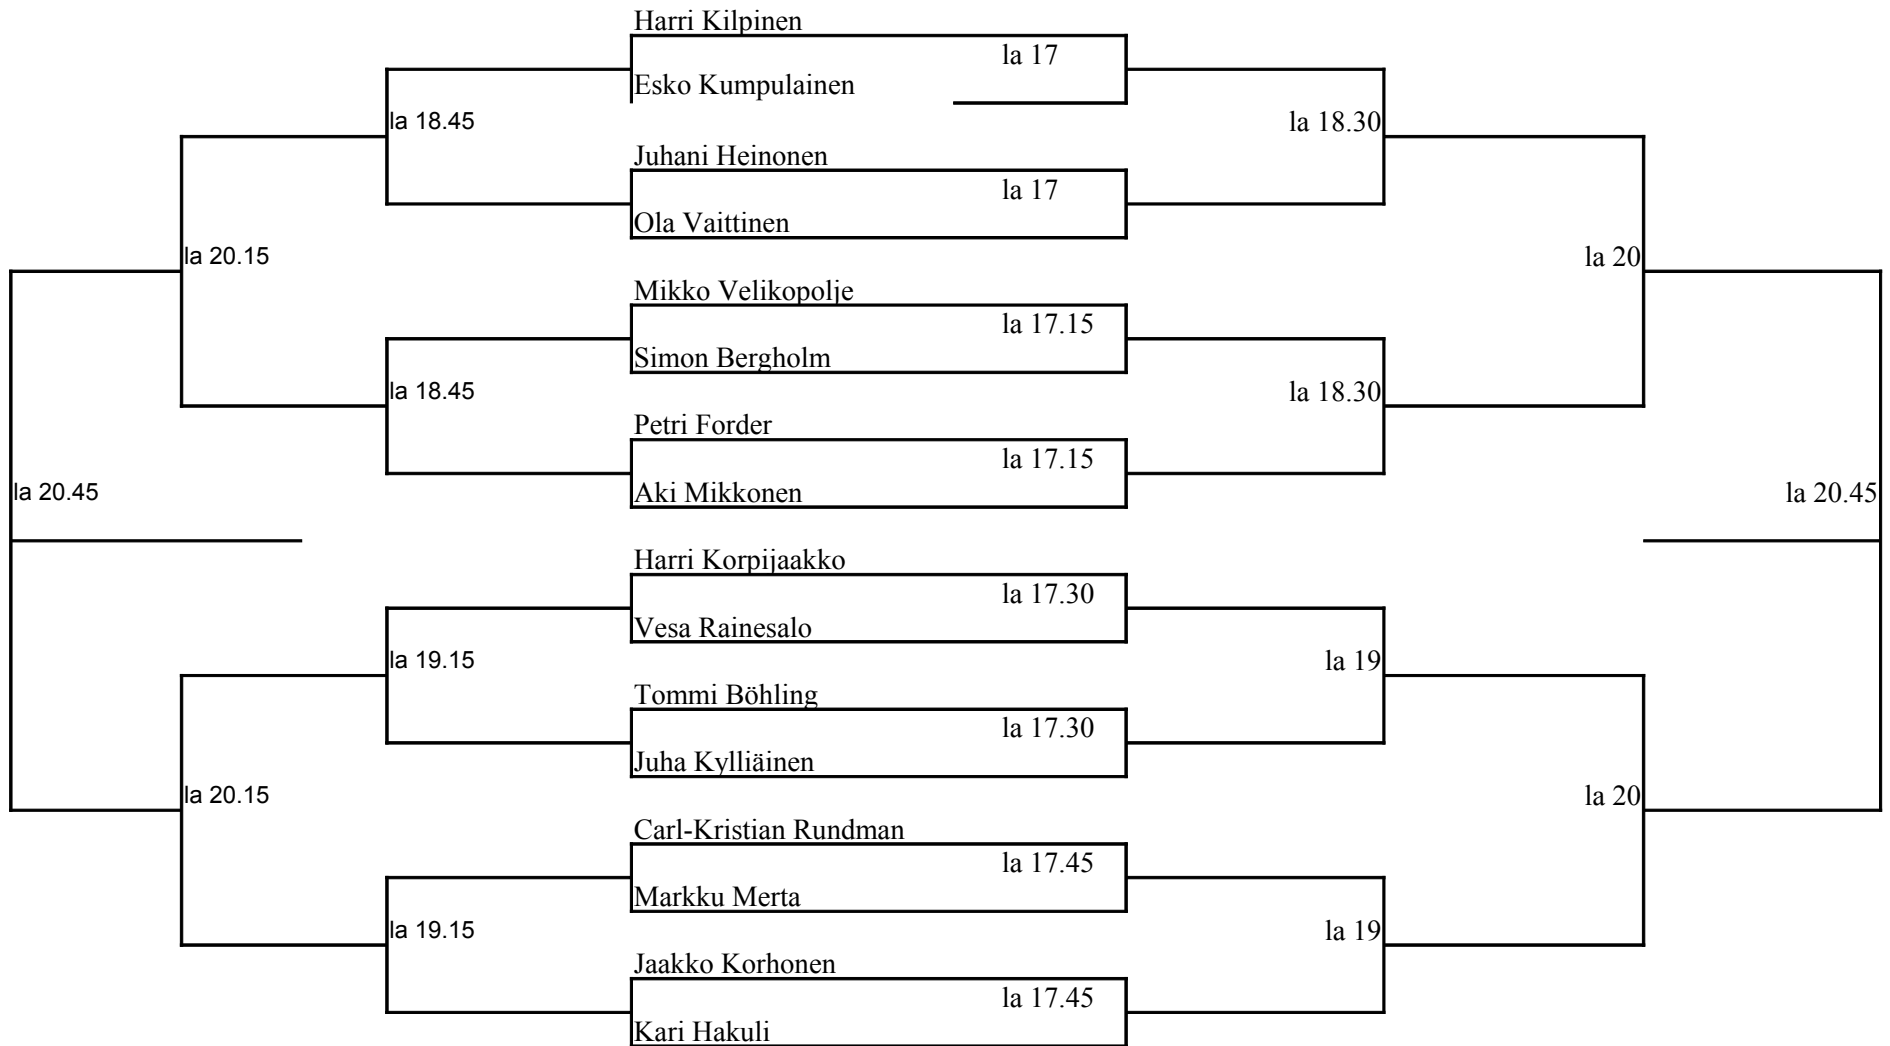 Harri Kilpinen
la 17
Esko Kumpulainen
la 18.45
la 18.30
Juhani Heinonen
la 17
Ola Vaittinen
la 20.15
la 20
Mikko Velikopolje
la 17.15
Simon Bergholm
la 18.45
la 18.30
Petri Forder
la 17.15
Aki Mikkonen
la 20.45
la 20.45
Harri Korpijaakko
la 17.30
Vesa Rainesalo
la 19.15
la 19
Tommi Böhling
la 17.30
Juha Kylliäinen
la 20.15
la 20
Carl-Kristian Rundman
la 17.45
Markku Merta
la 19.15
la 19
Jaakko Korhonen
la 17.45
Kari Hakuli